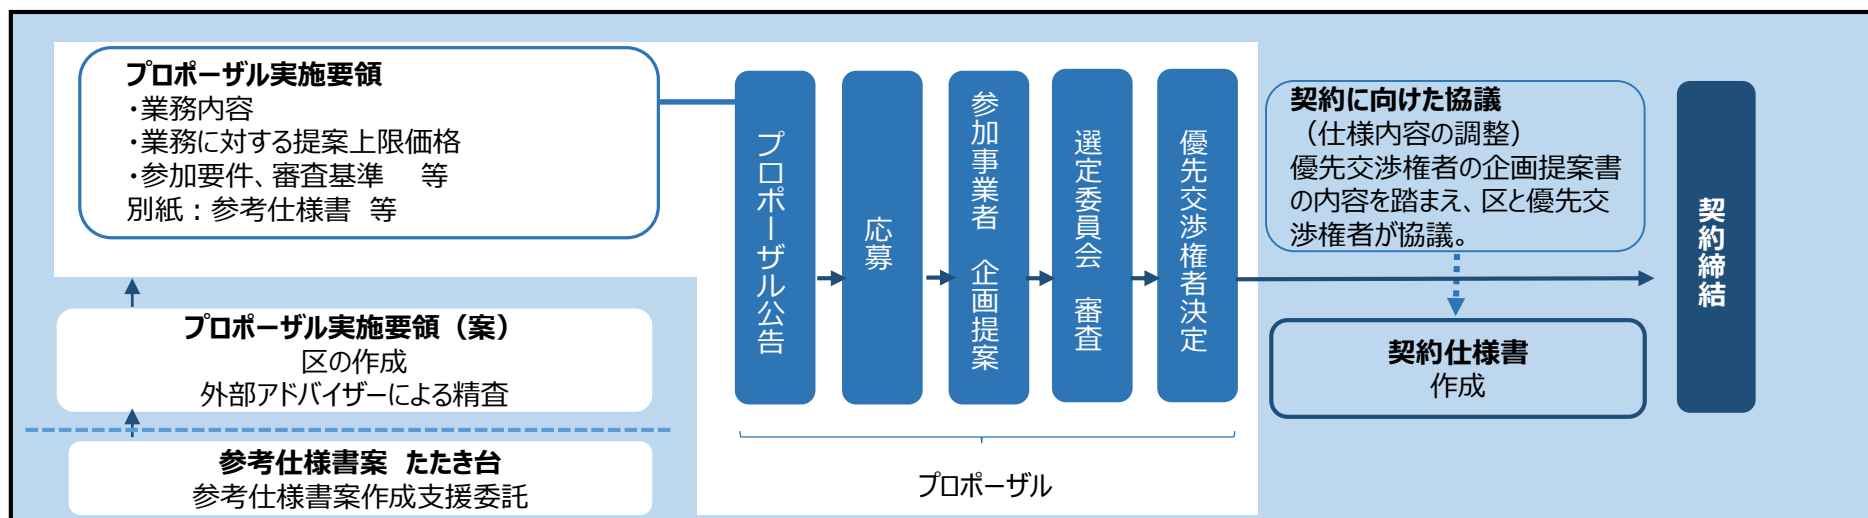 プロポーザル実施要領
・業務内容
・業務に対する提案上限価格
・参加要件、審査基準　等
別紙：参考仕様書 等
プロポーザル実施要領（案）
区の作成
外部アドバイザーによる精査
参考仕様書案 たたき台
参考仕様書案作成支援委託
プロポーザル公告
応募
参加事業者　企画提案
選定委員会　審査
優先交渉権者決定
プロポーザル
契約に向けた協議
（仕様内容の調整）
優先交渉権者の企画提案書
の内容を踏まえ、区と優先交
渉権者が協議。
契約仕様書
作成
契約締結